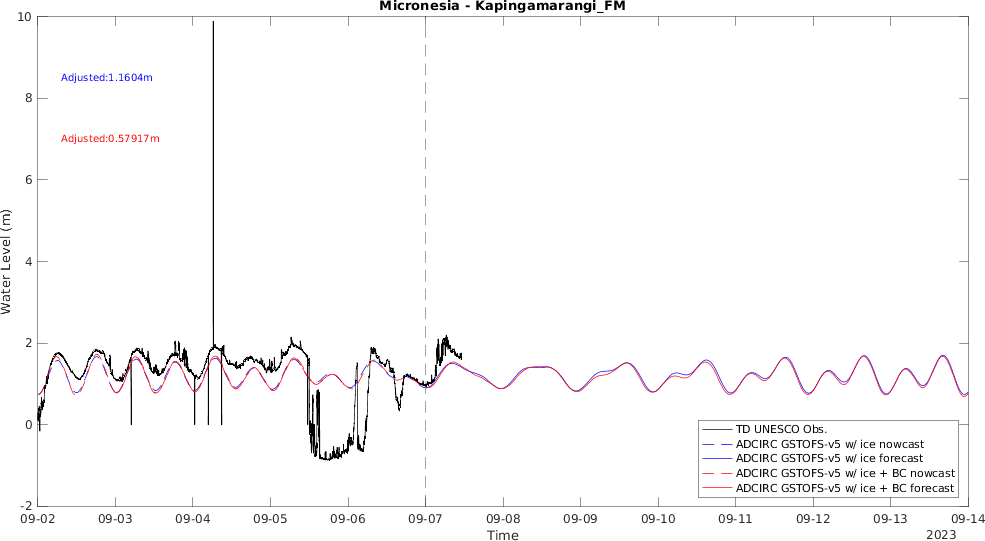 Micronesia - Kapingamarangi_FM
10
8
6
4
2
0
-2
Water Level (m)
Adjusted:1.1604m
Adjusted:0.57917m
TD UNESCO Obs.
ADCIRC GSTOFS-v5 w/ ice nowcast
ADCIRC GSTOFS-v5 w/ ice forecast
ADCIRC GSTOFS-v5 w/ ice + BC nowcast
ADCIRC GSTOFS-v5 w/ ice + BC forecast
09-02 09-03 09-04 09-05 09-06 09-07 09-08 09-09 09-10 09-11 09-12 09-13 09-14
Time
2023